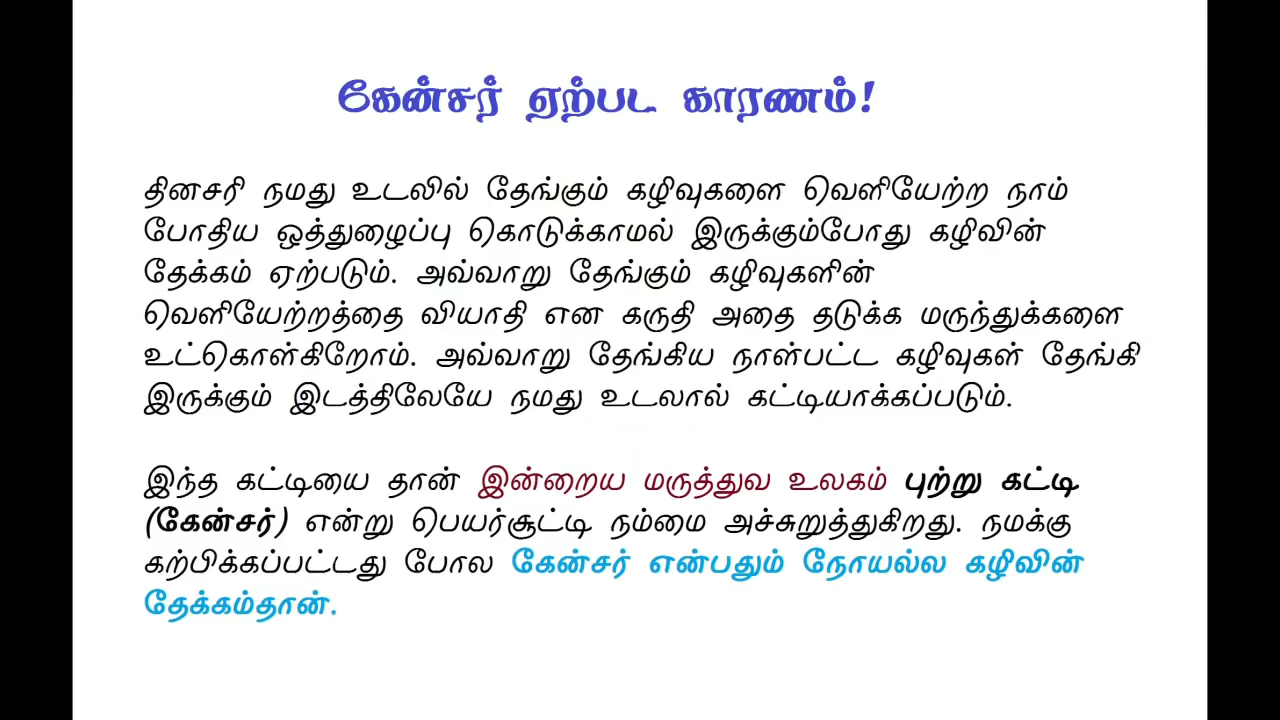 கேன்சர் ஏற்பட காரணம்!
தினசரி நமது உடலில் தேங்கும் கழிவுகளை வெளியேற்ற நாம்
போதிய ஒத்துழைப்பு கொடுக்காமல் இருக்கும்போது கழிவின்
தேக்கம் ஏற்படும். அவ்வாறு தேங்கும் கழிவுகளின்
வெளியேற்றத்தை வியாதி என கருதி அதை தடுக்க மருந்துக்களை
உட்கொள்கிறோம். அவ்வாறு தேங்கிய நாள்பட்ட கழிவுகள் தேங்கி
இருக்கும் இடத்திலேயே நமது உடலால் கட்டியாக்கப்படும்.
இந்த கட்டியை தான் இன்றைய மருத்துவ உலகம் புற்று கட்டி
(கேன்சர்) என்று பெயர்சூட்டி நம்மை அச்சுறுத்துகிறது. நமக்கு
கற்பிக்கப்பட்டது போல கேன்சர் என்பதும் நோயல்ல கழிவின்
தேக்கம்தான்.